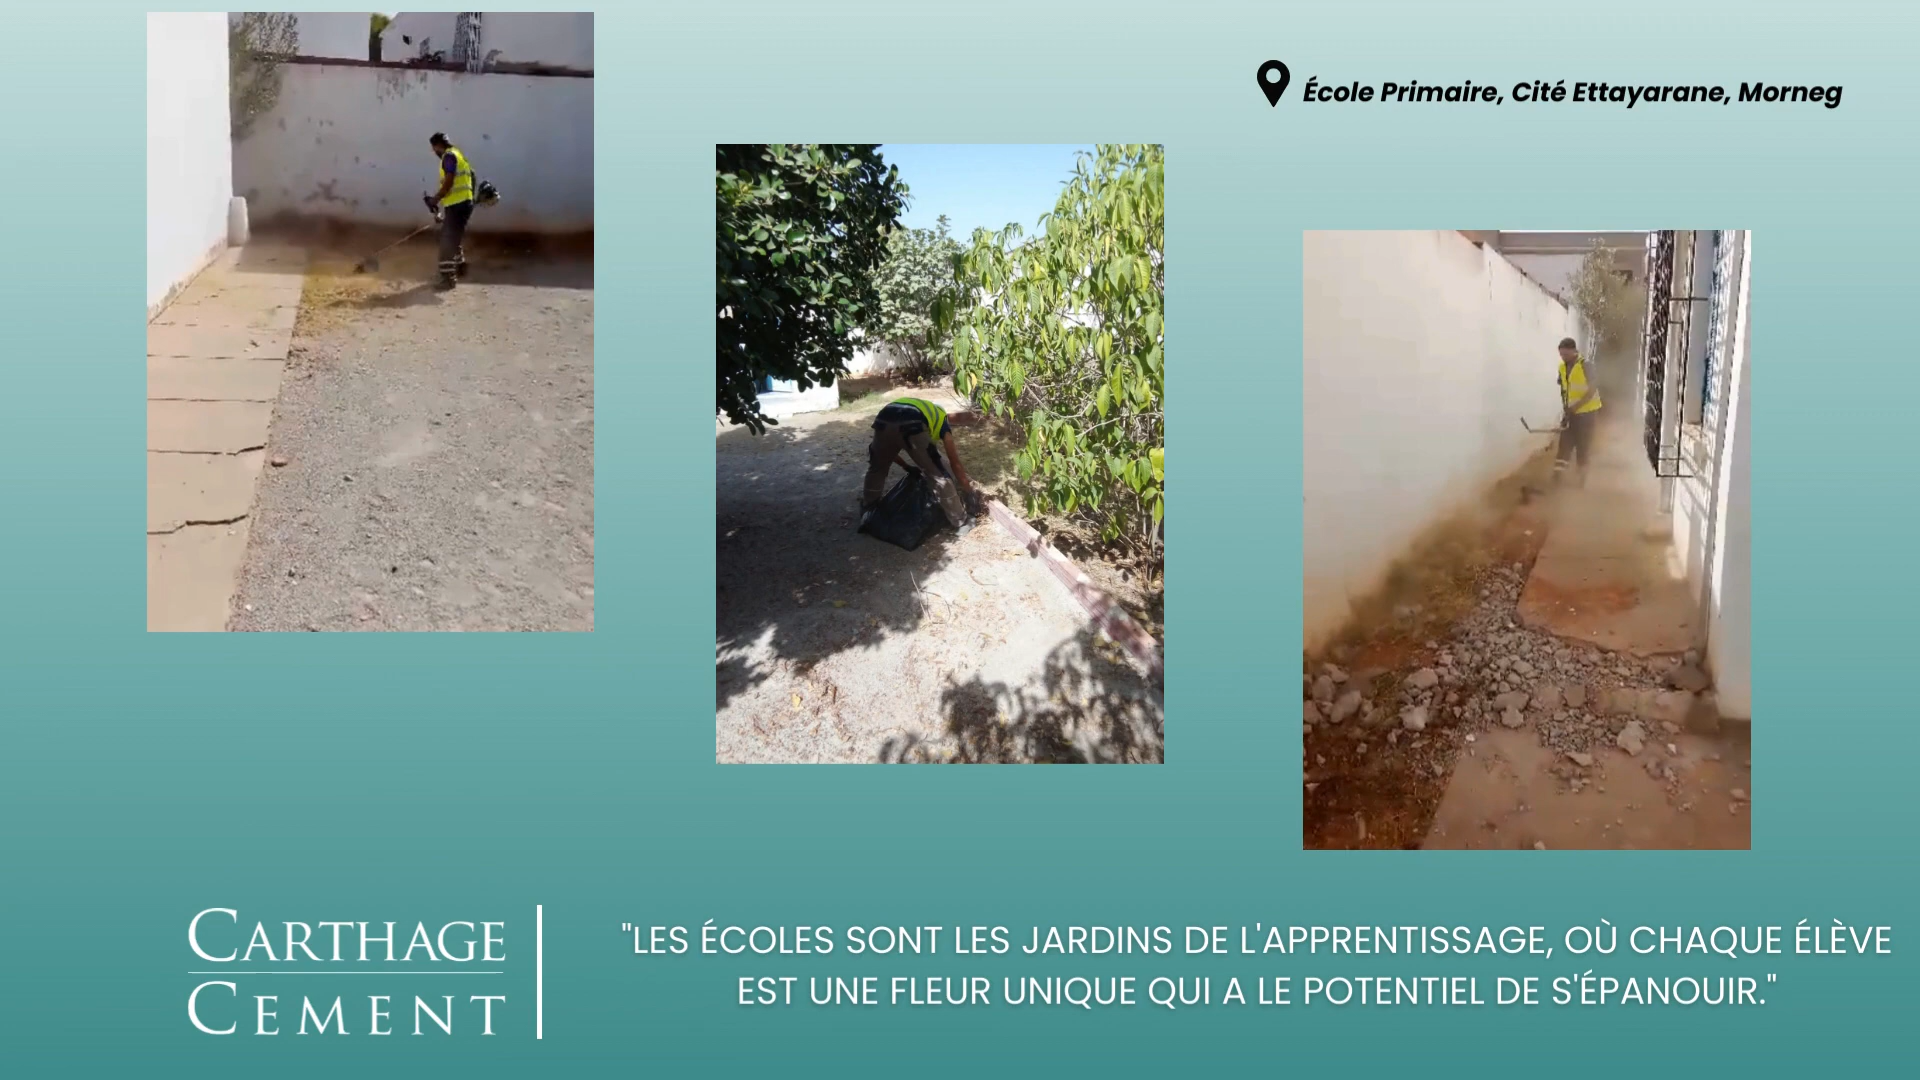 École Primaire, Cité Ettayarane, Morneg
CARTHAGE
CEMENT
"LES ÉCOLES SONT LES JARDINS DE L'APPRENTISSAGE, OÙ CHAQUE ÉLÈVE
EST UNE FLEUR UNIQUE QUI A LE POTENTIEL DE S'ÉPANOUIR."